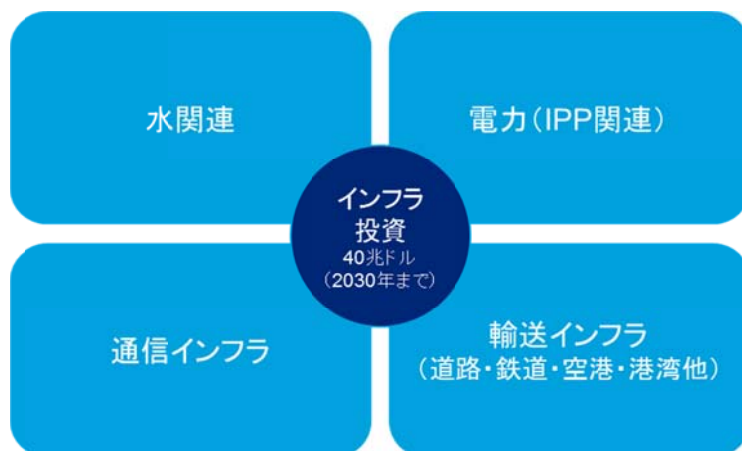 水関連
電力（IPP関連）
インフラ
投資
40兆ドル
（2030年まで）
通信インフラ
輸送インフラ
（道路・鉄道・空港・港湾他）